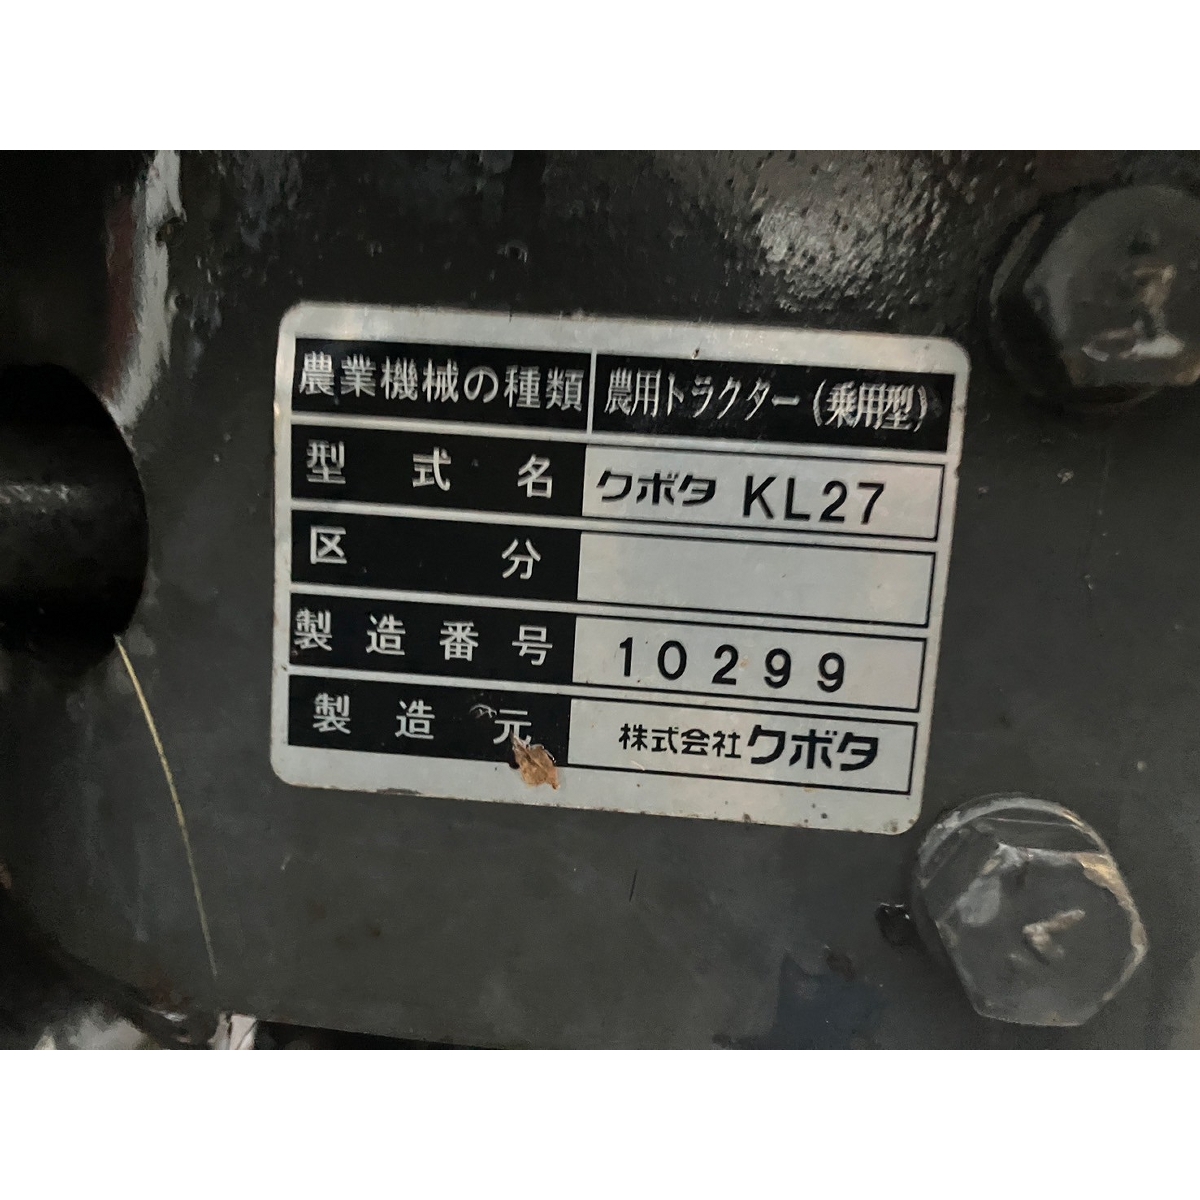 農業機械の種類 農用トラクター(乗用型)
型式名 クボタ KL27
区分
製造番号 10299
製造元 株式会社クボタ